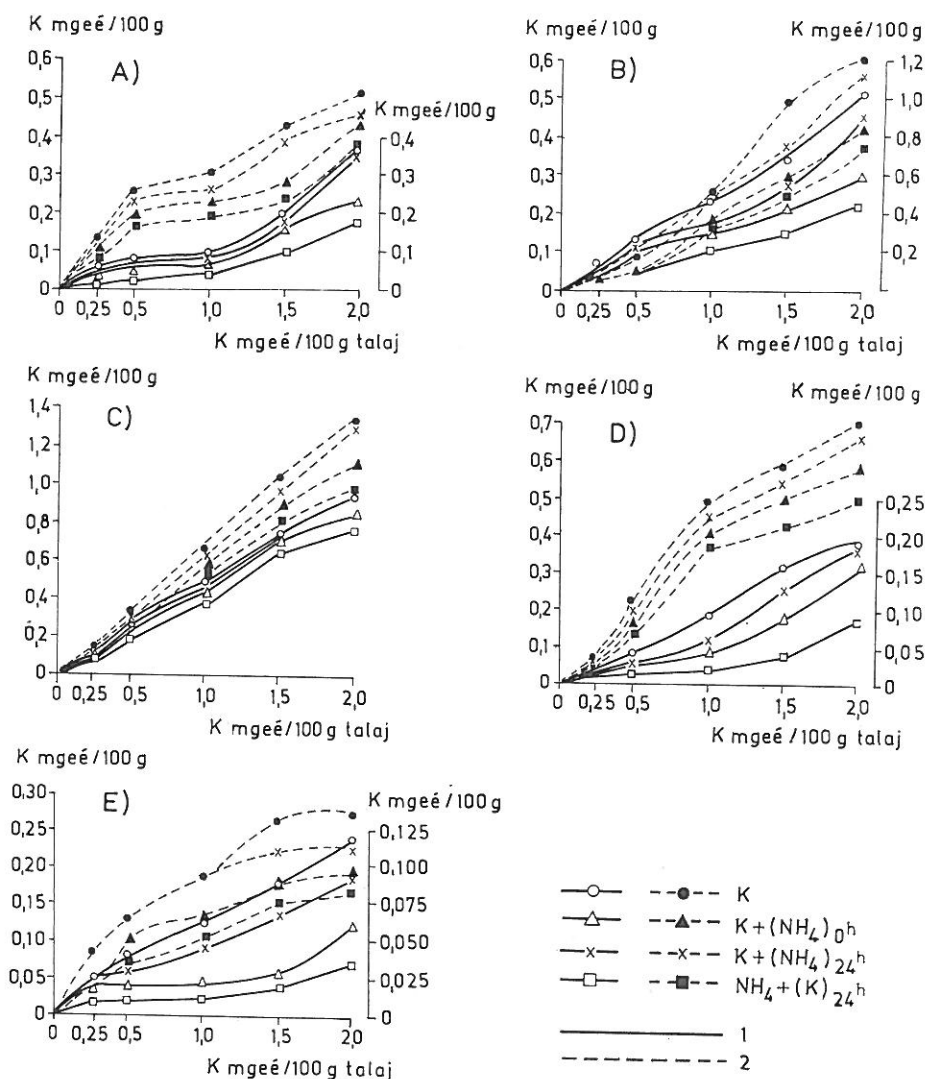 K mgeé/100 g
A)
0,6
0,5
0,4
0,3
0,2
0,1
0
K mgeé/100 g
0,4
0,3
0,2
0,1
0
0 0,25 0,5 1,0 1,5 2,0
K mgeé/100 g talaj
K mgeé/100 g K mgeé/100 g
B)
0,6
0,5
0,4
0,3
0,2
0,1
0
1,2
1,0
0,8
0,6
0,4
0,2
0 0,25 0,5 1,0 1,5 2,0
K mgeé/100 g talaj
K mgeé/100 g
C)
1,4
1,2
1,0
0,8
0,6
0,4
0,2
0
0 0,25 0,5 1,0 1,5 2,0
K mgeé/100 g talaj
K mgeé/100 g K mgeé/100 g
D)
0,7
0,6
0,5
0,4
0,3
0,2
0,1
0
0,25
0,20
0,15
0,10
0,05
0
0 0,25 0,5 1,0 1,5 2,0
K mgeé/100 g talaj
K mgeé/100 g
E)
0,30
0,25
0,20
0,15
0,10
0,05
0
K mgeé/100 g
0,125
0,100
0,075
0,050
0,025
0
0 0,25 0,5 1,0 1,5 2,0
K mgeé/100 g talaj
K
K+(NH₄)₀h
K+(NH₄)₂₄h
NH₄+(K)₂₄h
1
2